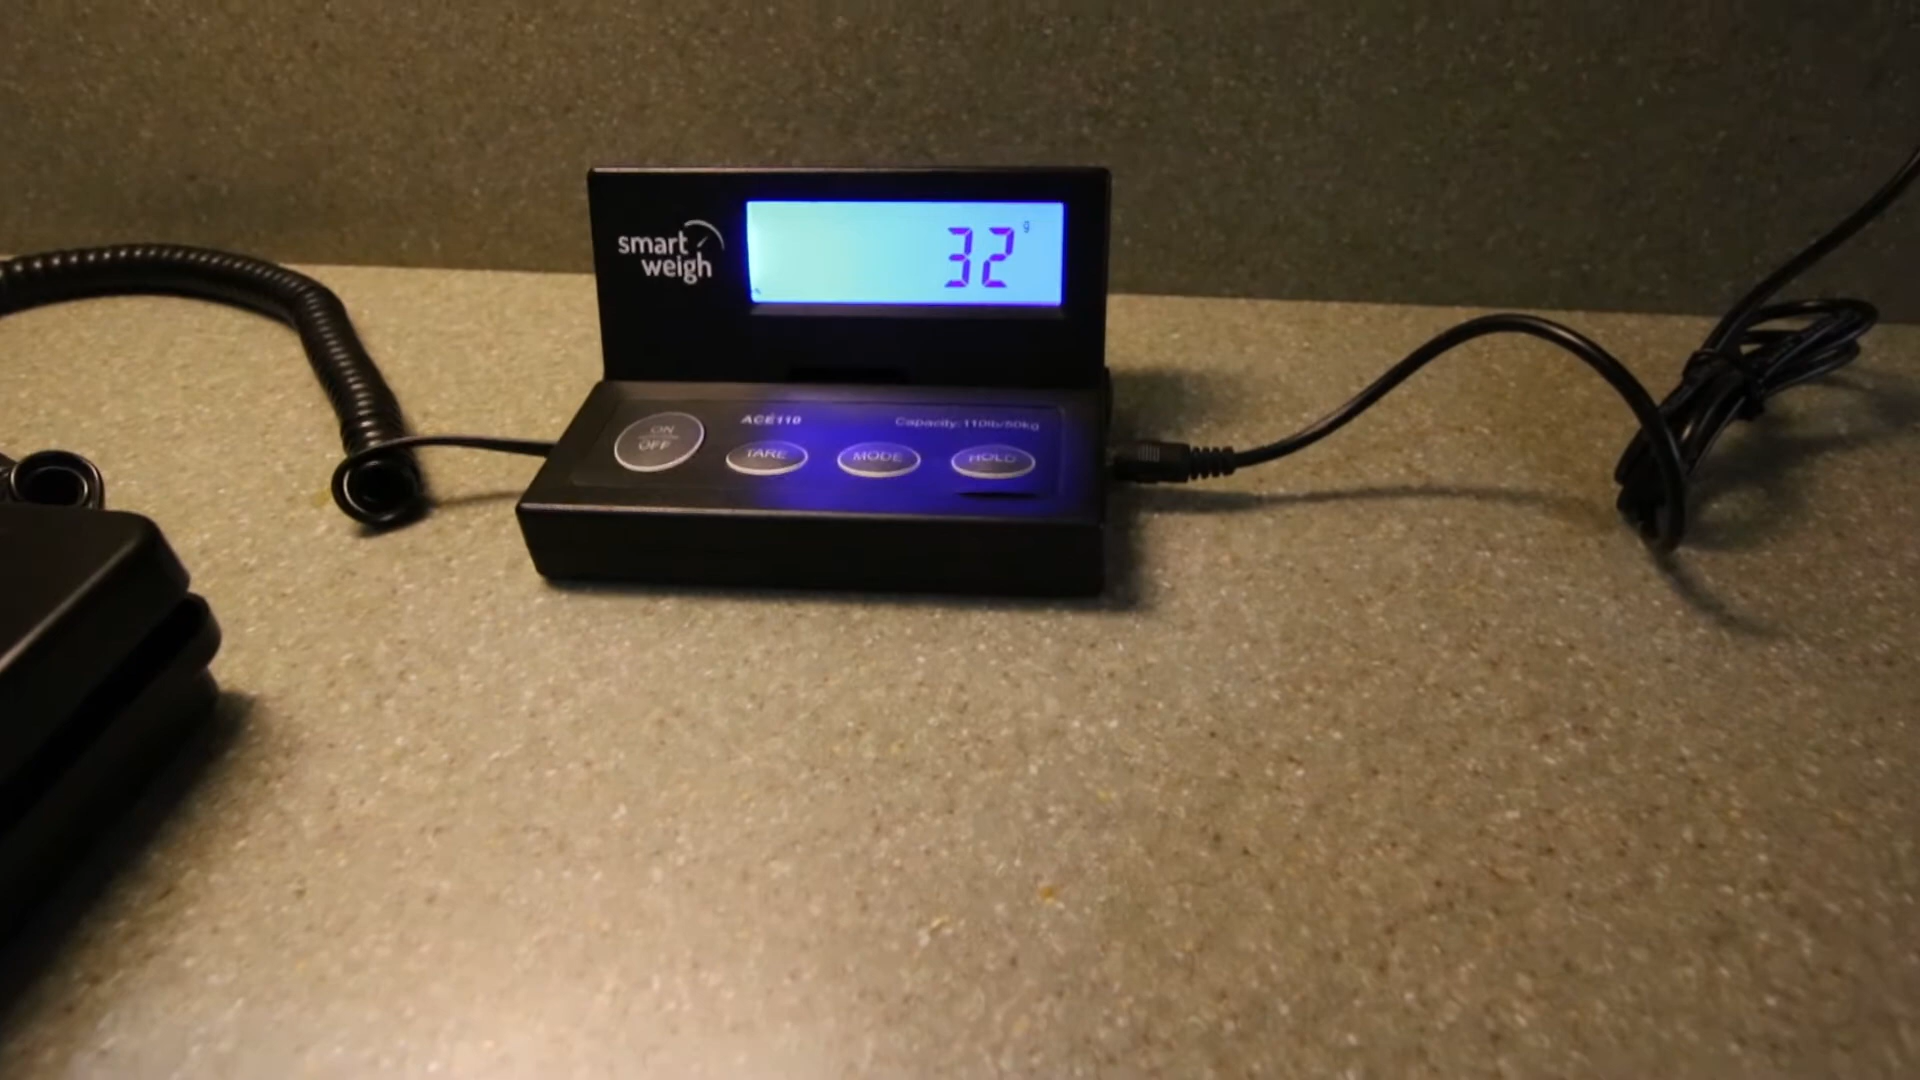 smart
weigh
32 g
ACE110
Capacity:110lb/50kg
ON
OFF
TARE
MODE
HOLD